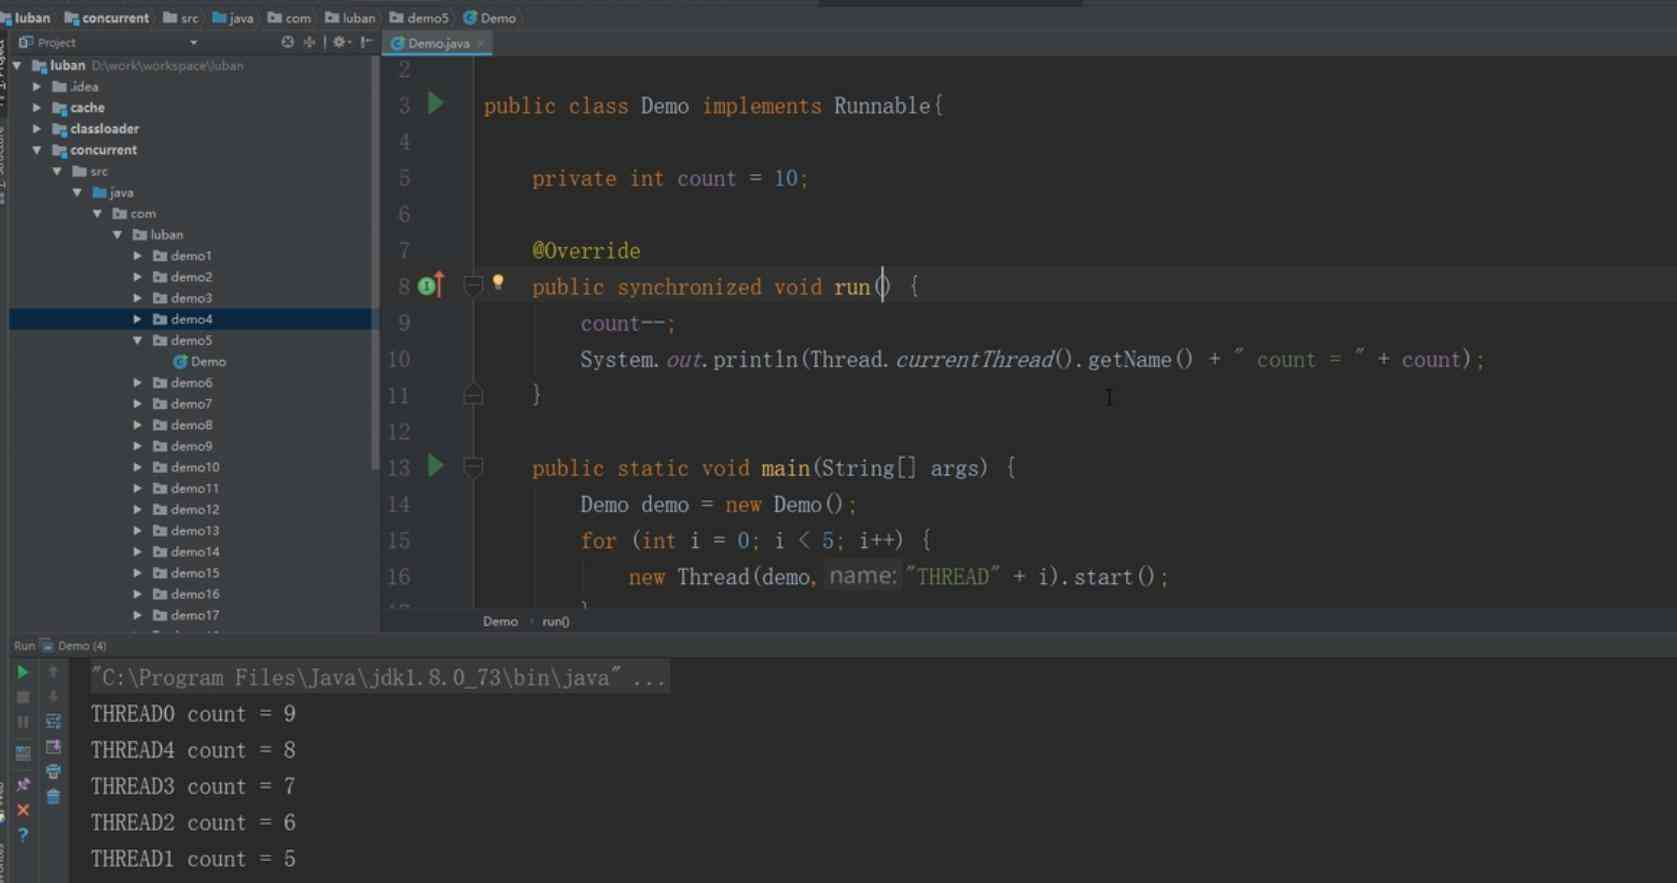 luban concurrent src java com luban demo5 Demo
Project
Demo.java
luban D:\work\workspace\luban
.idea
cache
classloader
concurrent
src
java
com
luban
demo1
demo2
demo3
demo4
demo5
Demo
demo6
demo7
demo8
demo9
demo10
demo11
demo12
demo13
demo14
demo15
demo16
demo17
2
3 public class Demo implements Runnable{
4
5 private int count = 10;
6
7 @Override
8 public synchronized void run() {
9 count--;
10 System.out.println(Thread.currentThread().getName() + " count = " + count);
11 }
12
13 public static void main(String[] args) {
14 Demo demo = new Demo();
15 for (int i = 0; i < 5; i++) {
16 new Thread(demo, name: "THREAD" + i).start();
Demo run()
Run Demo (4)
"C:\Program Files\Java\jdk1.8.0_73\bin\java" ...
THREAD0 count = 9
THREAD4 count = 8
THREAD3 count = 7
THREAD2 count = 6
THREAD1 count = 5